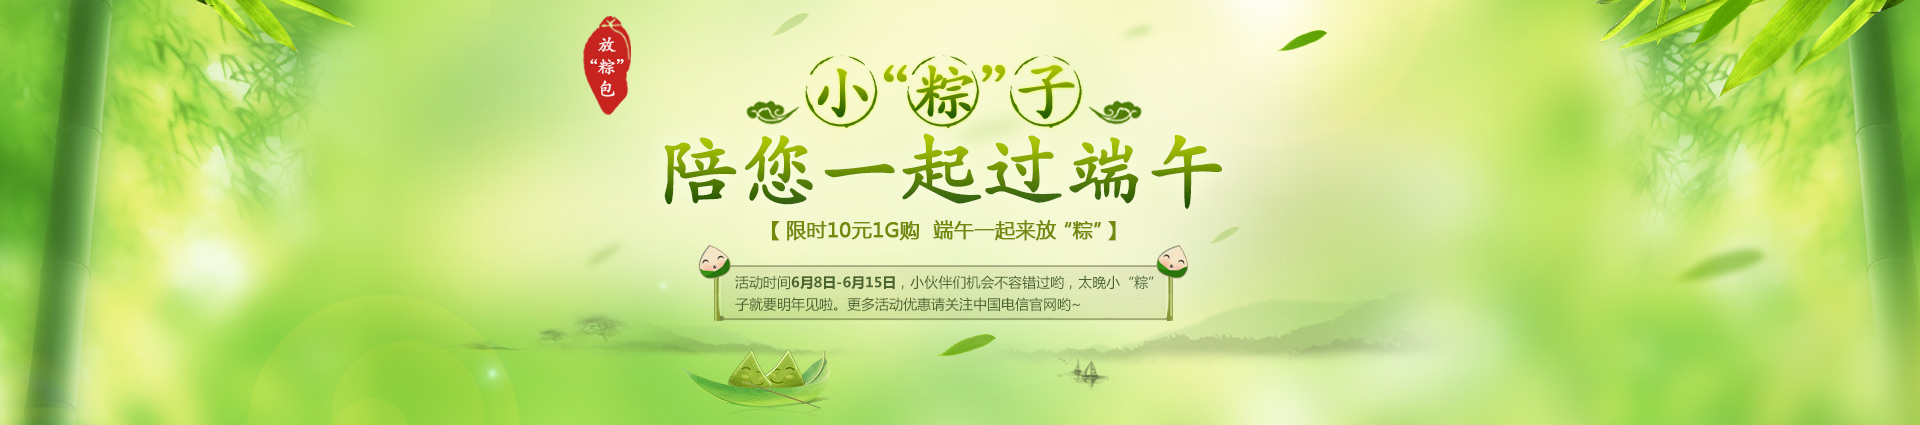 放
“粽”
包
小“粽”子
陪您一起过端午
【 限时10元1G购 端午一起来放 “粽” 】
活动时间6月8日-6月15日，小伙伴们机会不容错过哟，太晚小 “粽”
子就要明年见啦。更多活动优惠请关注中国电信官网哟~